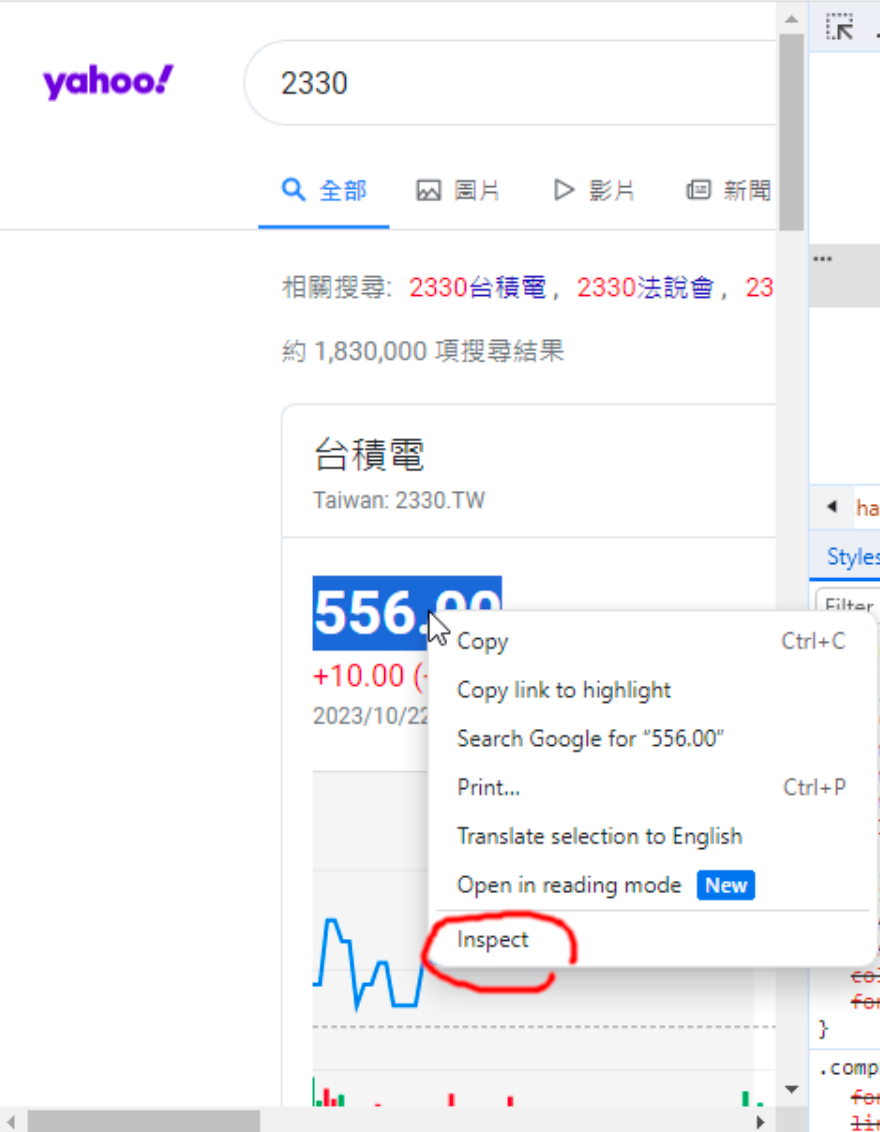 yahoo!
2330
全部 圖片 影片 新聞
相關搜尋: 2330台積電, 2330法說會, 23
約 1,830,000 項搜尋結果
台積電
Taiwan: 2330.TW
556.00
+10.00 (
2023/10/22
Copy Ctrl+C
Copy link to highlight
Search Google for “556.00”
Print... Ctrl+P
Translate selection to English
Open in reading mode New
Inspect
...
ha
Styles
Filter
col
for
}
.comp
for
lin